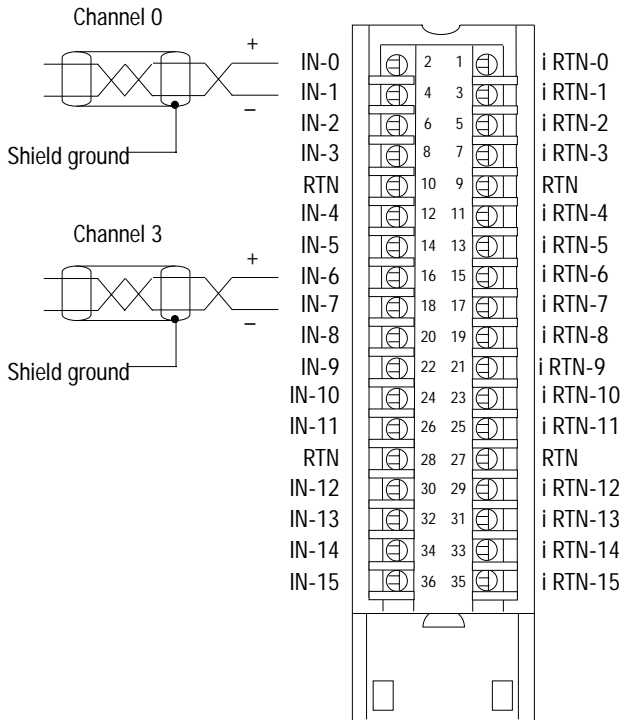 Channel 0
+
–
Shield ground
Channel 3
+
–
Shield ground
IN-0 2 1 i RTN-0
IN-1 4 3 i RTN-1
IN-2 6 5 i RTN-2
IN-3 8 7 i RTN-3
RTN 10 9 RTN
IN-4 12 11 i RTN-4
IN-5 14 13 i RTN-5
IN-6 16 15 i RTN-6
IN-7 18 17 i RTN-7
IN-8 20 19 i RTN-8
IN-9 22 21 i RTN-9
IN-10 24 23 i RTN-10
IN-11 26 25 i RTN-11
RTN 28 27 RTN
IN-12 30 29 i RTN-12
IN-13 32 31 i RTN-13
IN-14 34 33 i RTN-14
IN-15 36 35 i RTN-15